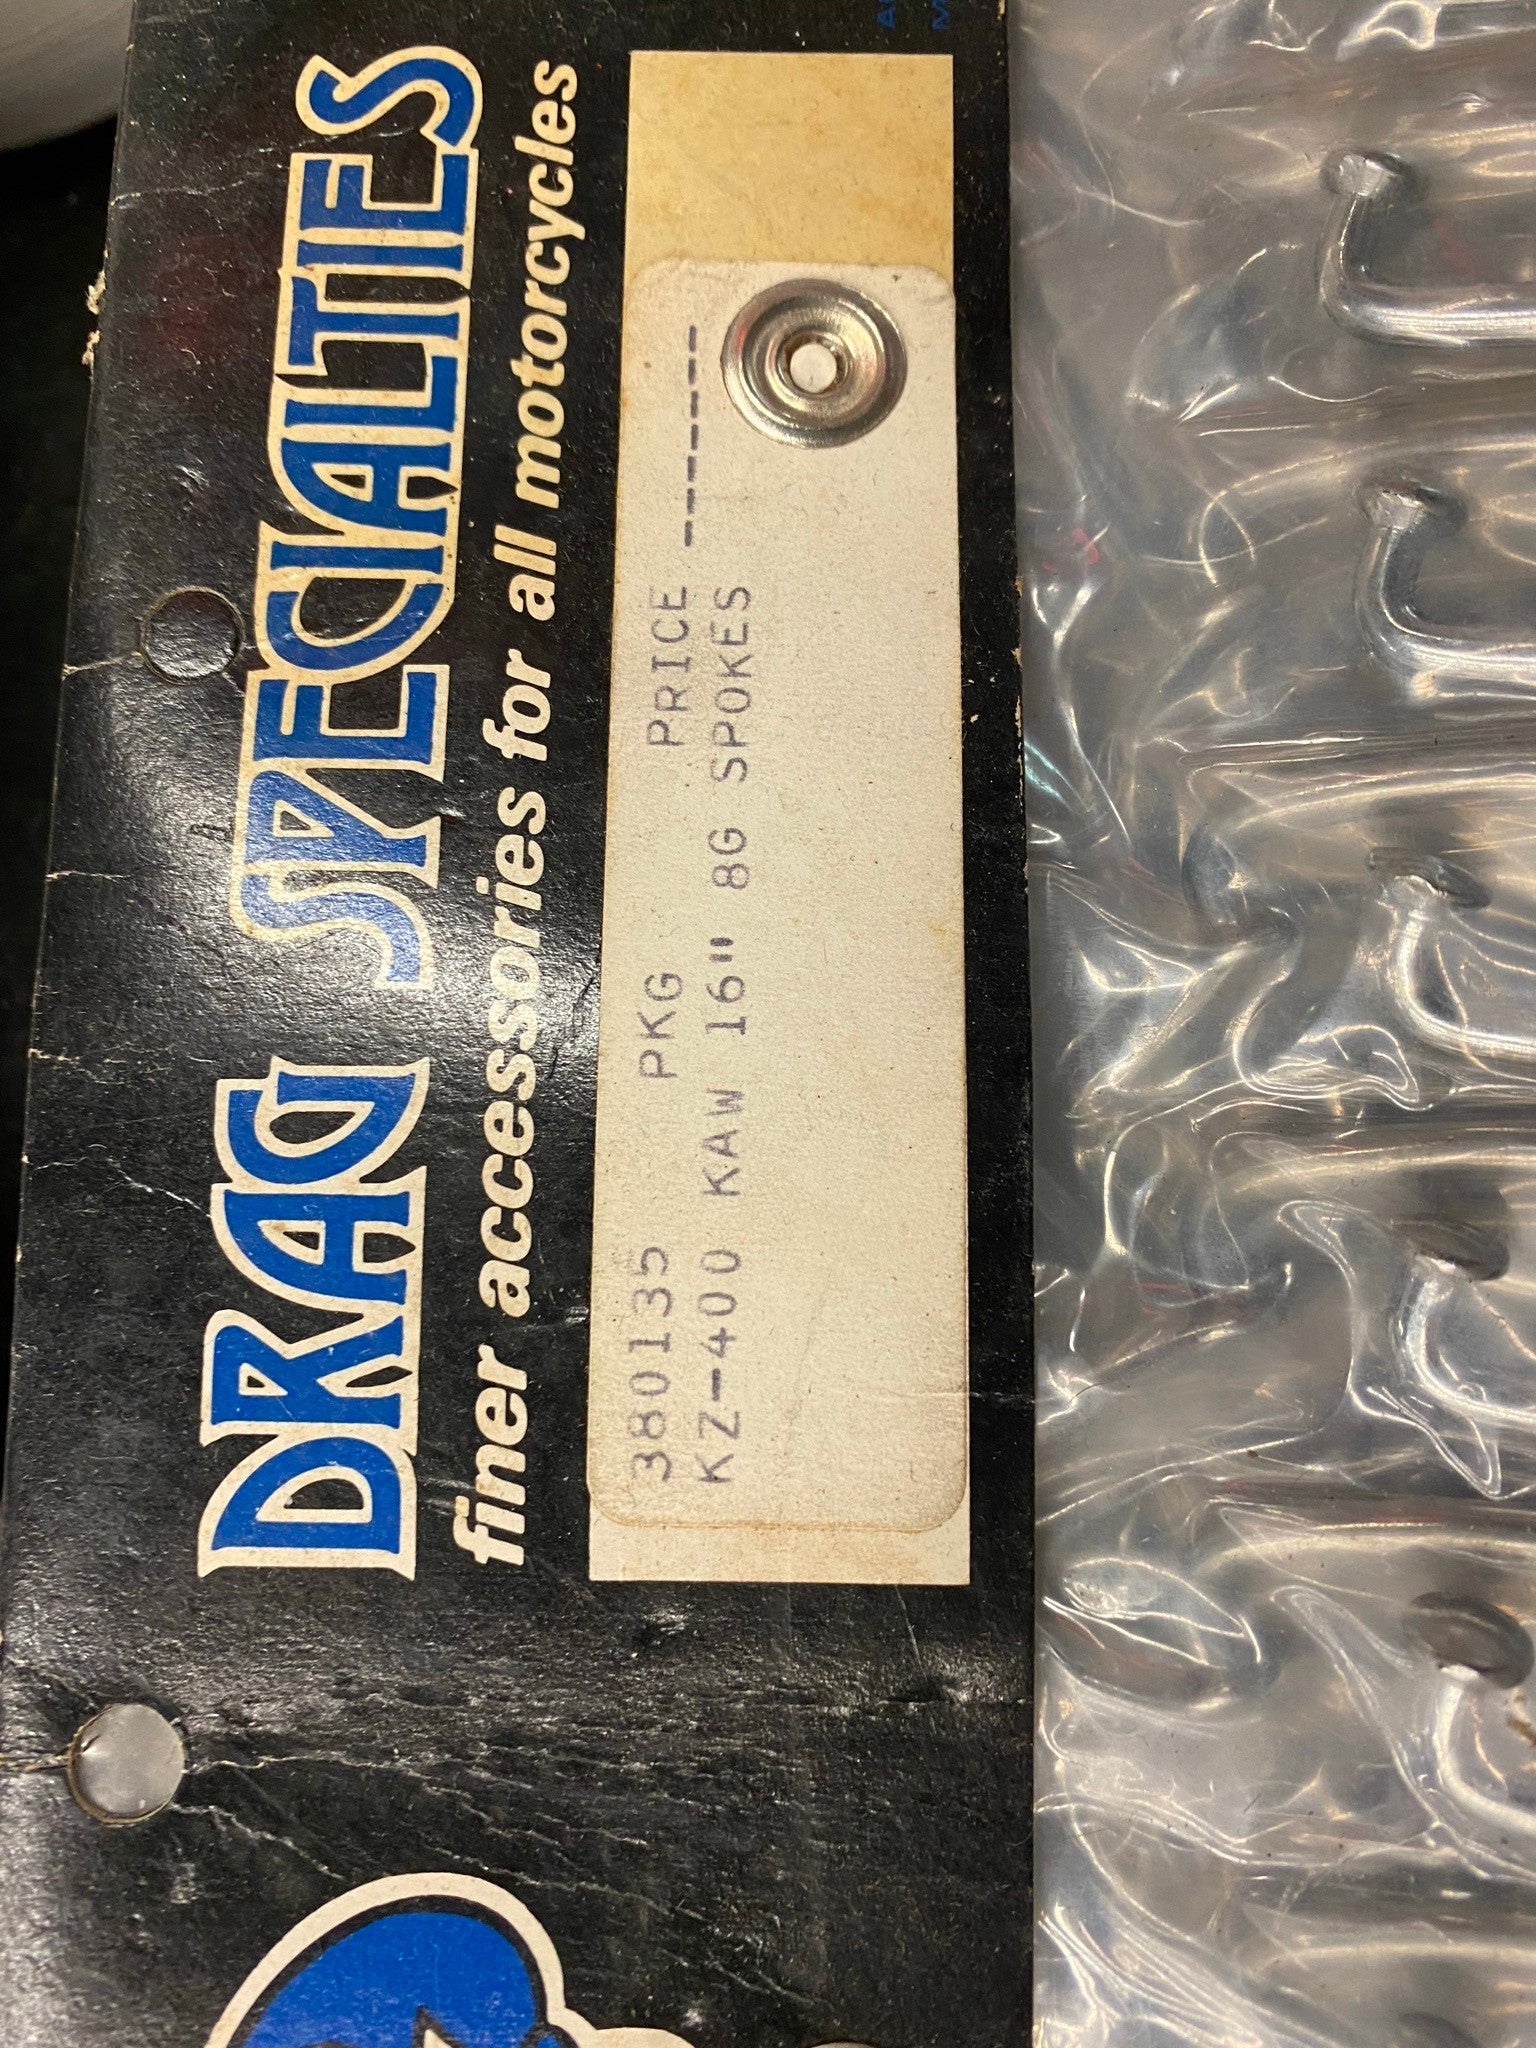 DRAG SPECIALTIES
finer accessories for all motorcycles
380135 PKG PRICE -------
KZ-400 KAW 16" 8G SPOKES